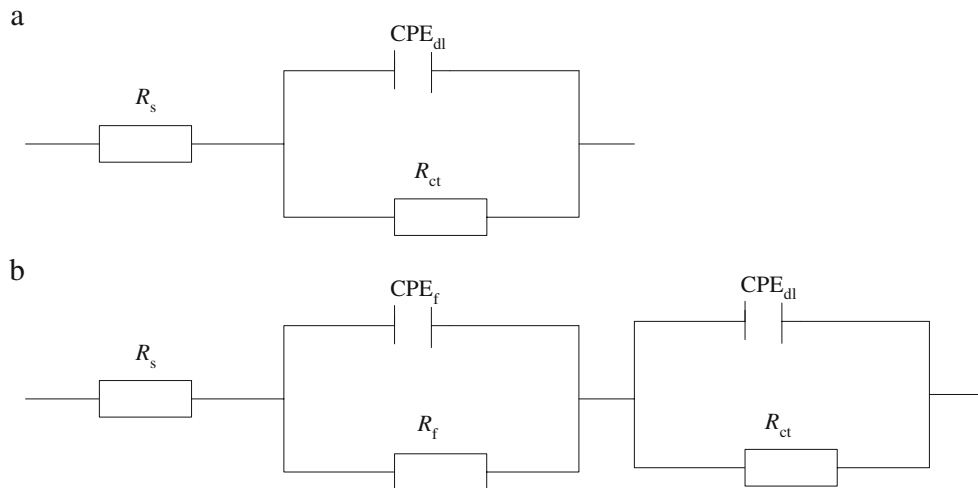 a
CPE_dl
R_s
R_ct
b
CPE_f
CPE_dl
R_s
R_f
R_ct